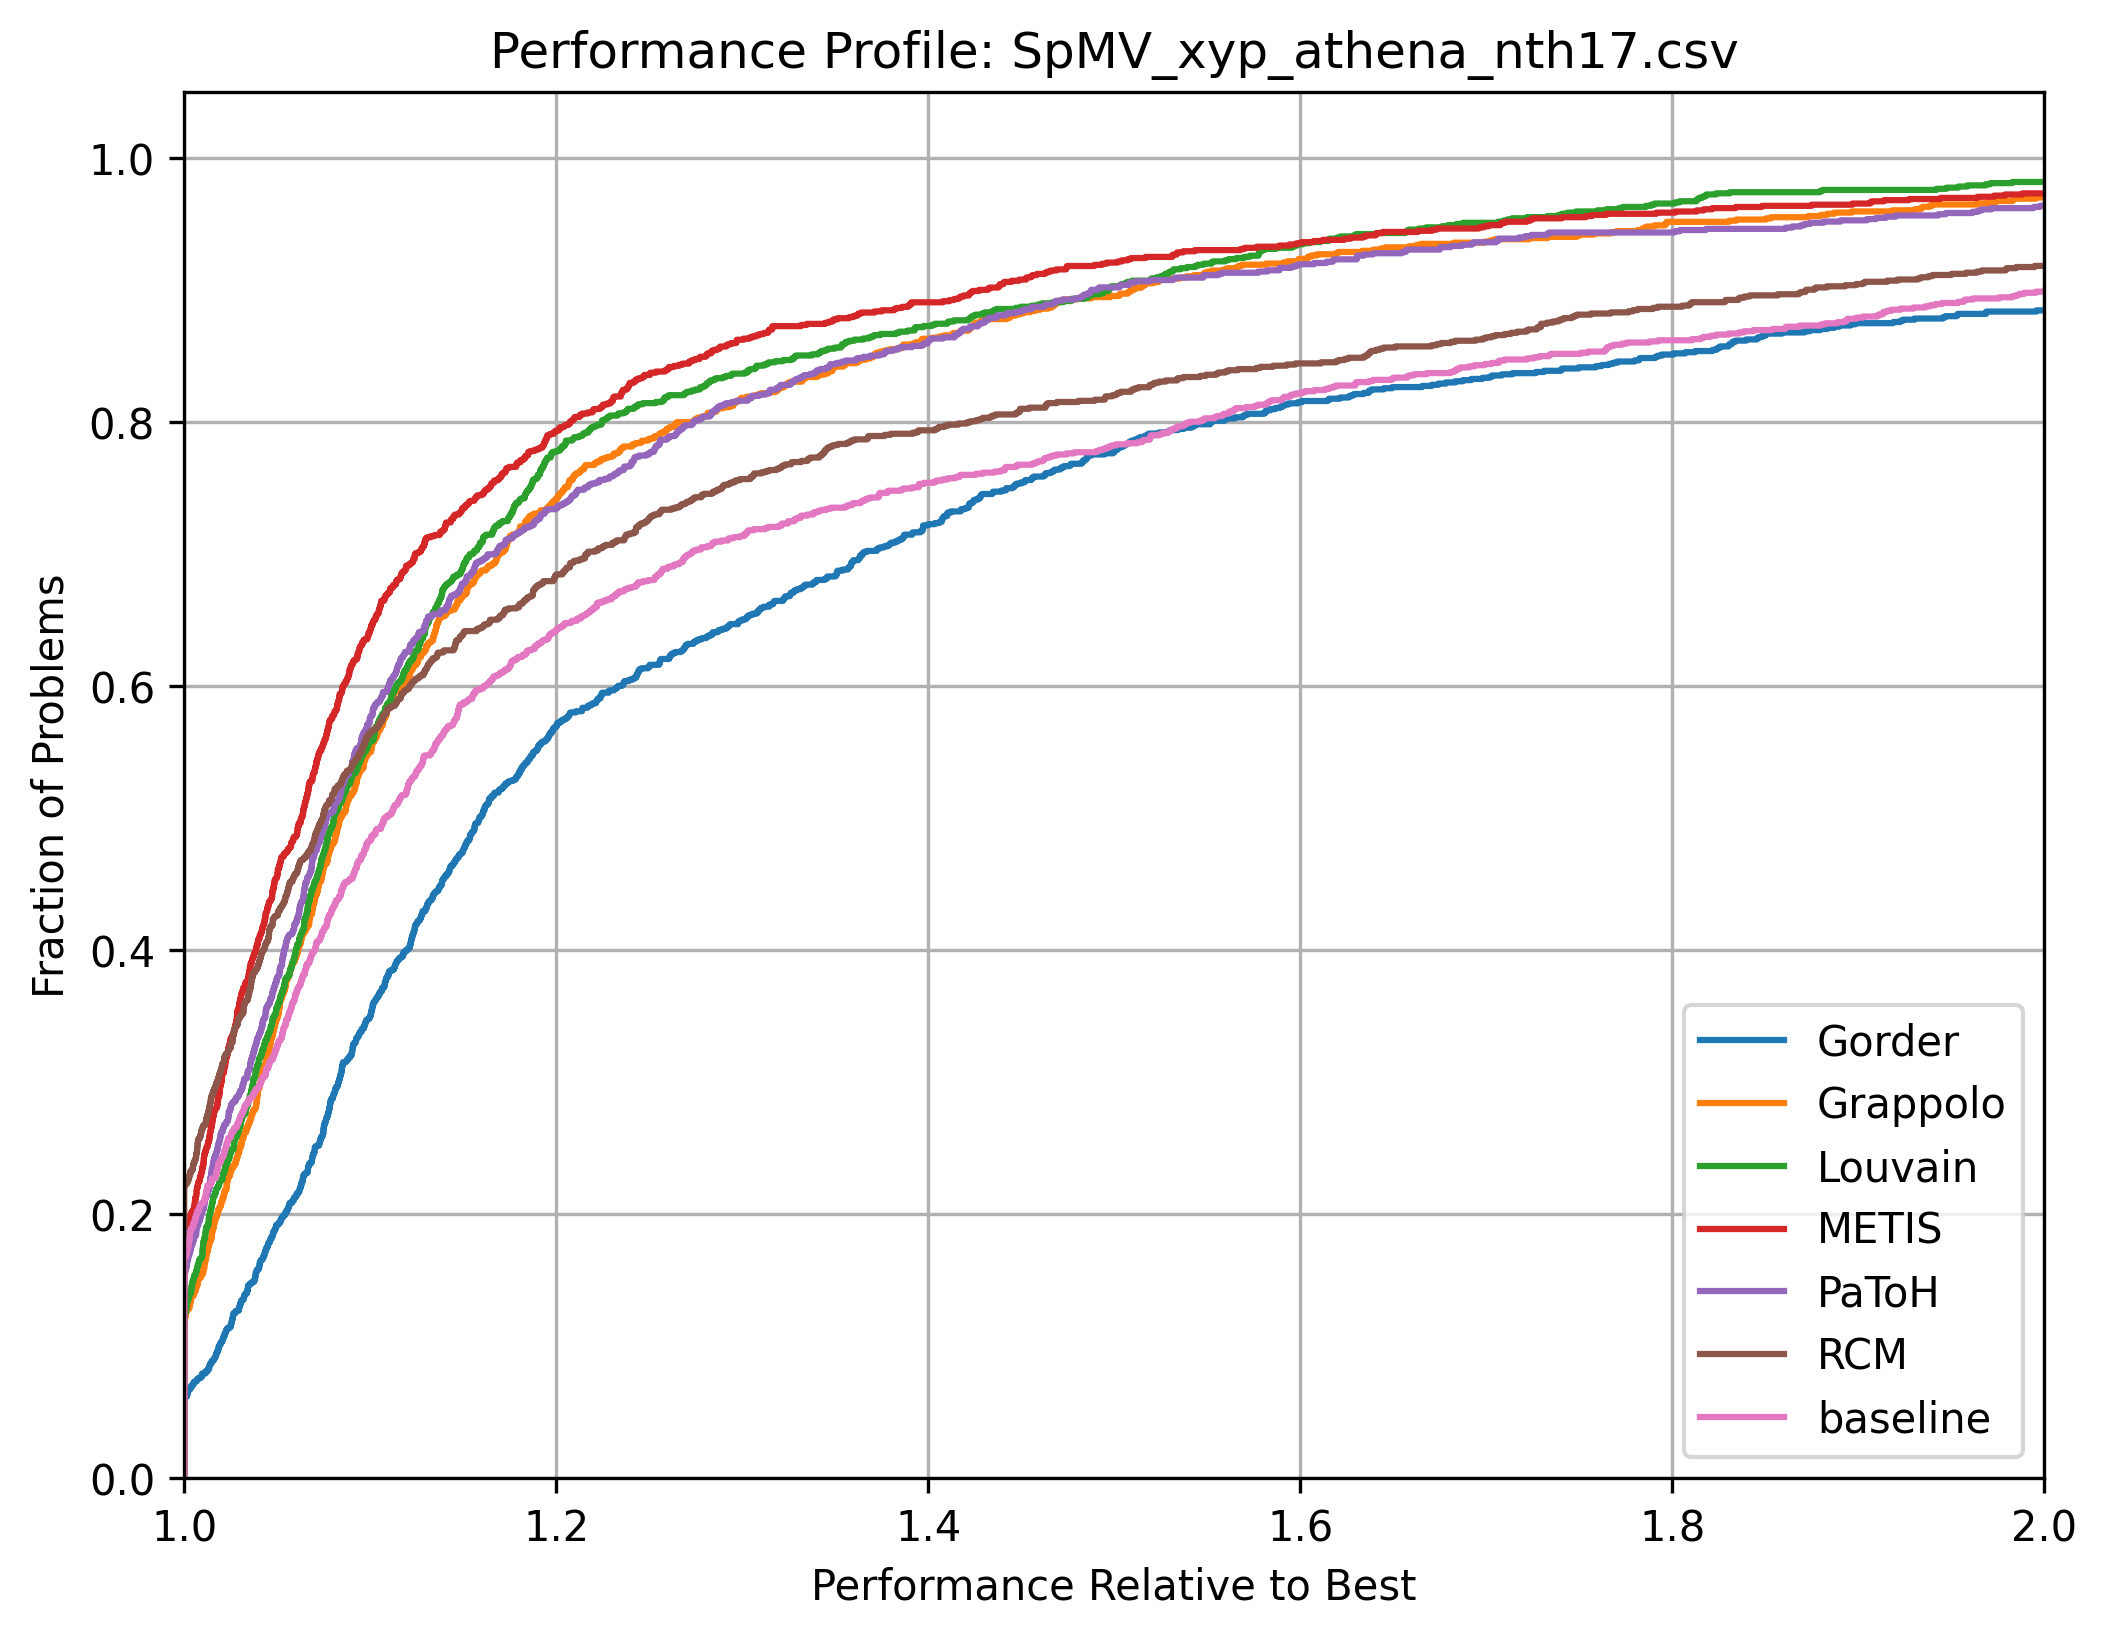 Performance Profile: SpMV_xyp_athena_nth17.csv
Fraction of Problems
1.0
0.8
0.6
0.4
0.2
0.0
1.0 1.2 1.4 1.6 1.8 2.0
Performance Relative to Best
Gorder
Grappolo
Louvain
METIS
PaToH
RCM
baseline